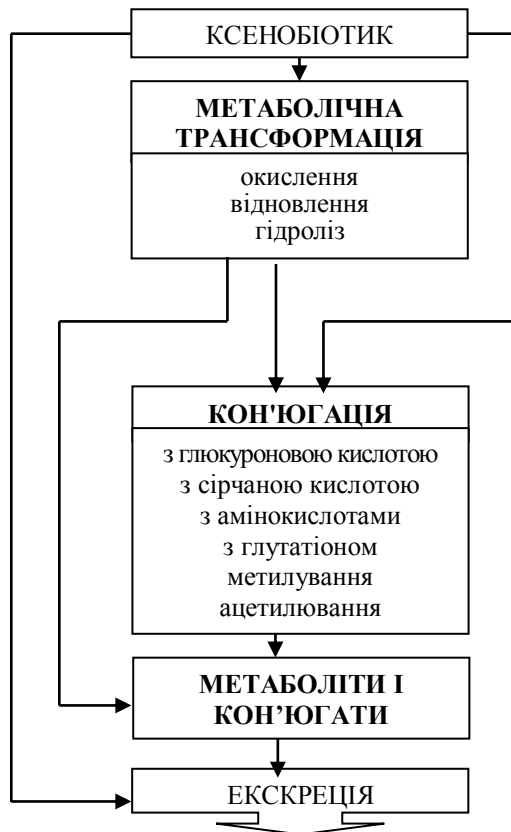 КСЕНОБІОТИК
МЕТАБОЛІЧНА
ТРАНСФОРМАЦІЯ
окислення
відновлення
гідроліз
КОН'ЮГАЦІЯ
з глюкуроновою кислотою
з сірчаною кислотою
з амінокислотами
з глутатіоном
метилування
ацетилювання
МЕТАБОЛІТИ І
КОН’ЮГАТИ
ЕКСКРЕЦІЯ